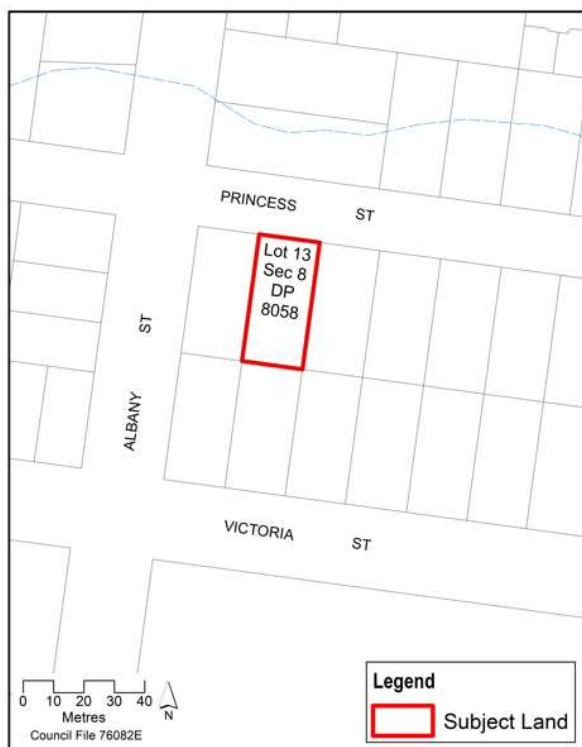 PRINCESS ST
Lot 13
Sec 8
DP
8058
ALBANY ST
VICTORIA ST
0 10 20 30 40
Metres
N
Council File 76082E
Legend
Subject Land